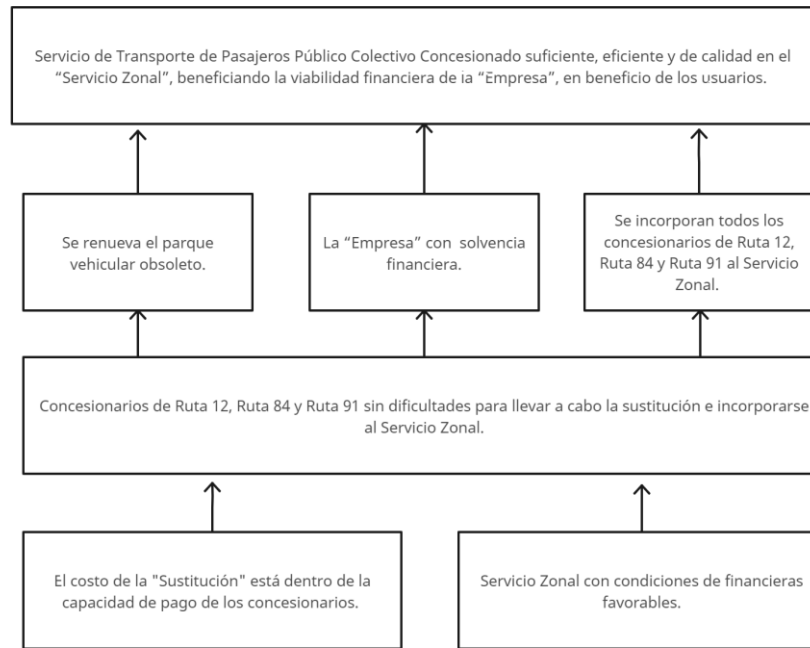 Servicio de Transporte de Pasajeros Público Colectivo Concesionado suficiente, eficiente y de calidad en el
“Servicio Zonal”, beneficiando la viabilidad financiera de la “Empresa”, en beneficio de los usuarios.
Se renueva el parque
vehicular obsoleto.
La “Empresa” con solvencia
financiera.
Se incorporan todos los
concesionarios de Ruta 12,
Ruta 84 y Ruta 91 al Servicio
Zonal.
Concesionarios de Ruta 12, Ruta 84 y Ruta 91 sin dificultades para llevar a cabo la sustitución e incorporarse
al Servicio Zonal.
El costo de la "Sustitución" está dentro de la
capacidad de pago de los concesionarios.
Servicio Zonal con condiciones de financieras
favorables.